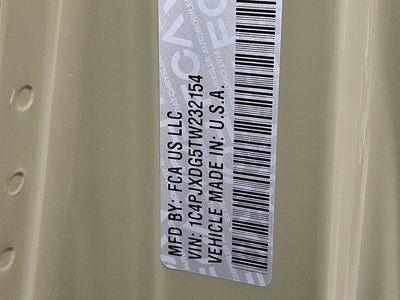 MFD BY: FCA US LLC
VIN: 1C4PJXDG5TW232154
VEHICLE MADE IN: U.S.A.